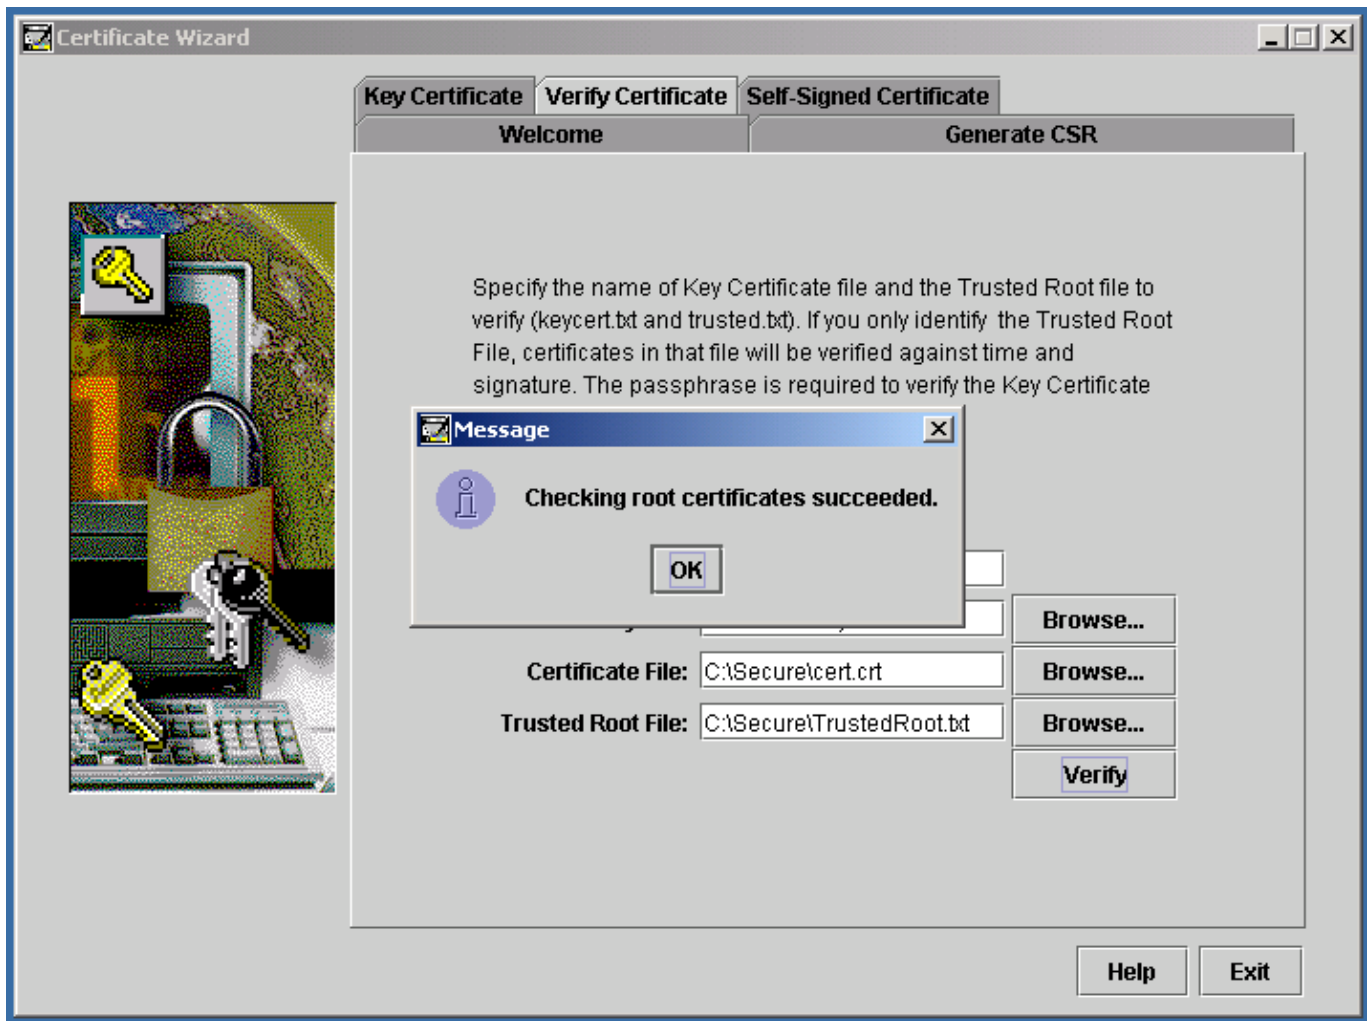 Certificate Wizard
Key Certificate Verify Certificate Self-Signed Certificate
Welcome Generate CSR
Specify the name of Key Certificate file and the Trusted Root file to
verify (keycert.txt and trusted.txt). If you only identify the Trusted Root
File, certificates in that file will be verified against time and
signature. The passphrase is required to verify the Key Certificate
Message
Checking root certificates succeeded.
OK
Browse...
Certificate File: C:\Secure\cert.crt Browse...
Trusted Root File: C:\Secure\TrustedRoot.txt Browse...
Verify
Help Exit